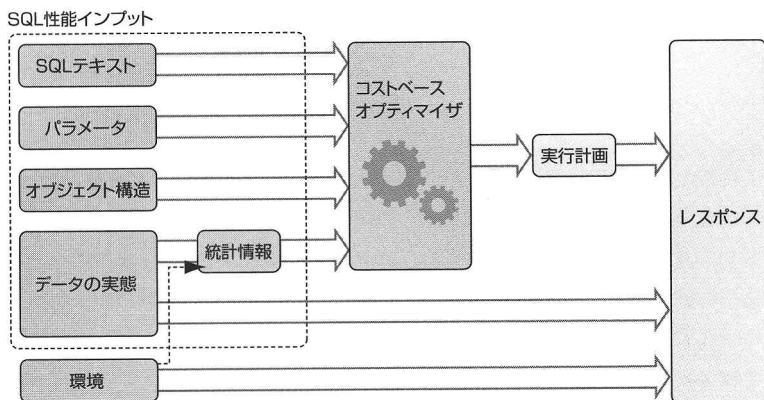 SQL性能インプット
SQLテキスト
パラメータ
オブジェクト構造
データの実態
統計情報
環境
コストベース
オプティマイザ
実行計画
レスポンス